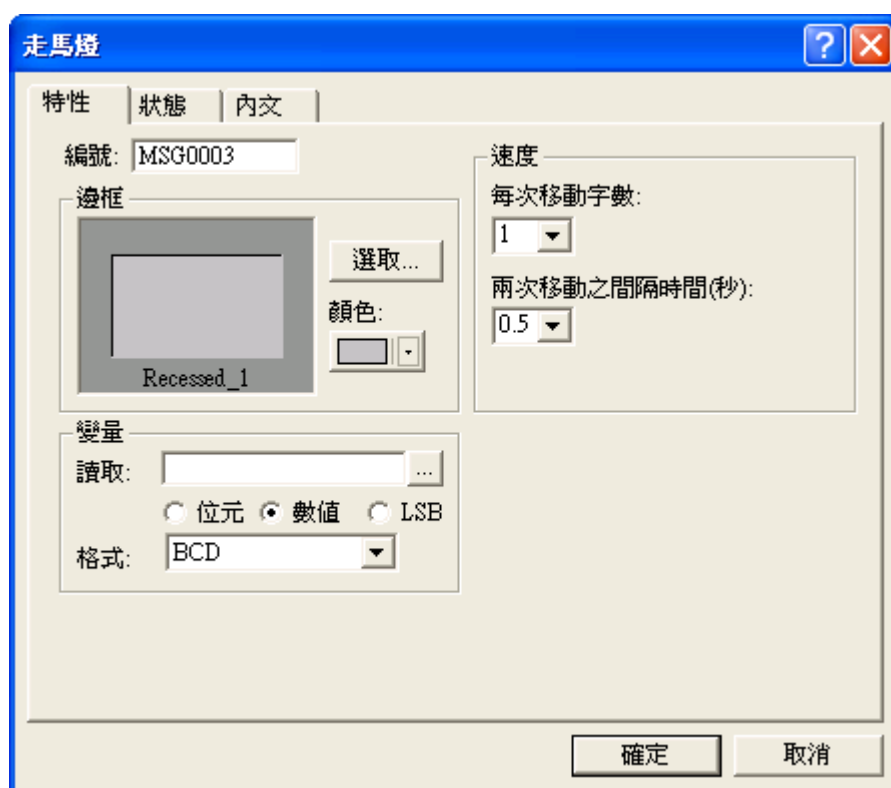 走馬燈
特性 狀態 內文
編號: MSG0003
邊框
選取...
顏色:
Recessed_1
速度
每次移動字數:
1
兩次移動之間隔時間(秒):
0.5
變量
讀取: ...
位元 數值 LSB
格式: BCD
確定 取消